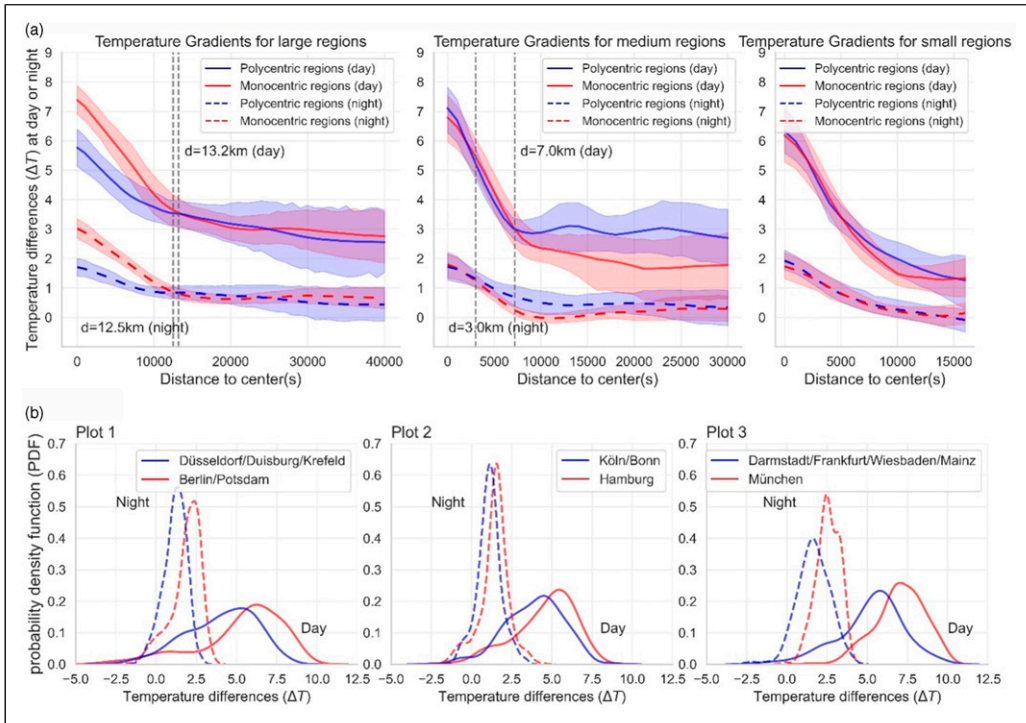 (a)
Temperature Gradients for large regions
Temperature Gradients for medium regions
Temperature Gradients for small regions
Temperature differences (ΔT) at day or night
9
8
7
6
5
4
3
2
1
0
Polycentric regions (day)
Monocentric regions (day)
Polycentric regions (night)
Monocentric regions (night)
d=13.2km (day)
d=12.5km (night)
0 10000 20000 30000 40000
Distance to center(s)
9
8
7
6
5
4
3
2
1
0
Polycentric regions (day)
Monocentric regions (day)
Polycentric regions (night)
Monocentric regions (night)
d=7.0km (day)
d=3.0km (night)
0 5000 10000 15000 20000 25000 30000
Distance to center(s)
9
8
7
6
5
4
3
2
1
0
Polycentric regions (day)
Monocentric regions (day)
Polycentric regions (night)
Monocentric regions (night)
0 5000 10000 15000
Distance to center(s)
(b)
probability density function (PDF)
Plot 1
0.7
0.6
0.5
0.4
0.3
0.2
0.1
0.0
Düsseldorf/Duisburg/Krefeld
Berlin/Potsdam
Night
Day
−5.0 −2.5 0.0 2.5 5.0 7.5 10.0 12.5
Temperature differences (ΔT)
Plot 2
0.7
0.6
0.5
0.4
0.3
0.2
0.1
0.0
Köln/Bonn
Hamburg
Night
Day
−5.0 −2.5 0.0 2.5 5.0 7.5 10.0 12.5
Temperature differences (ΔT)
Plot 3
0.7
0.6
0.5
0.4
0.3
0.2
0.1
0.0
Darmstadt/Frankfurt/Wiesbaden/Mainz
München
Night
Day
−5.0 −2.5 0.0 2.5 5.0 7.5 10.0 12.5
Temperature differences (ΔT)